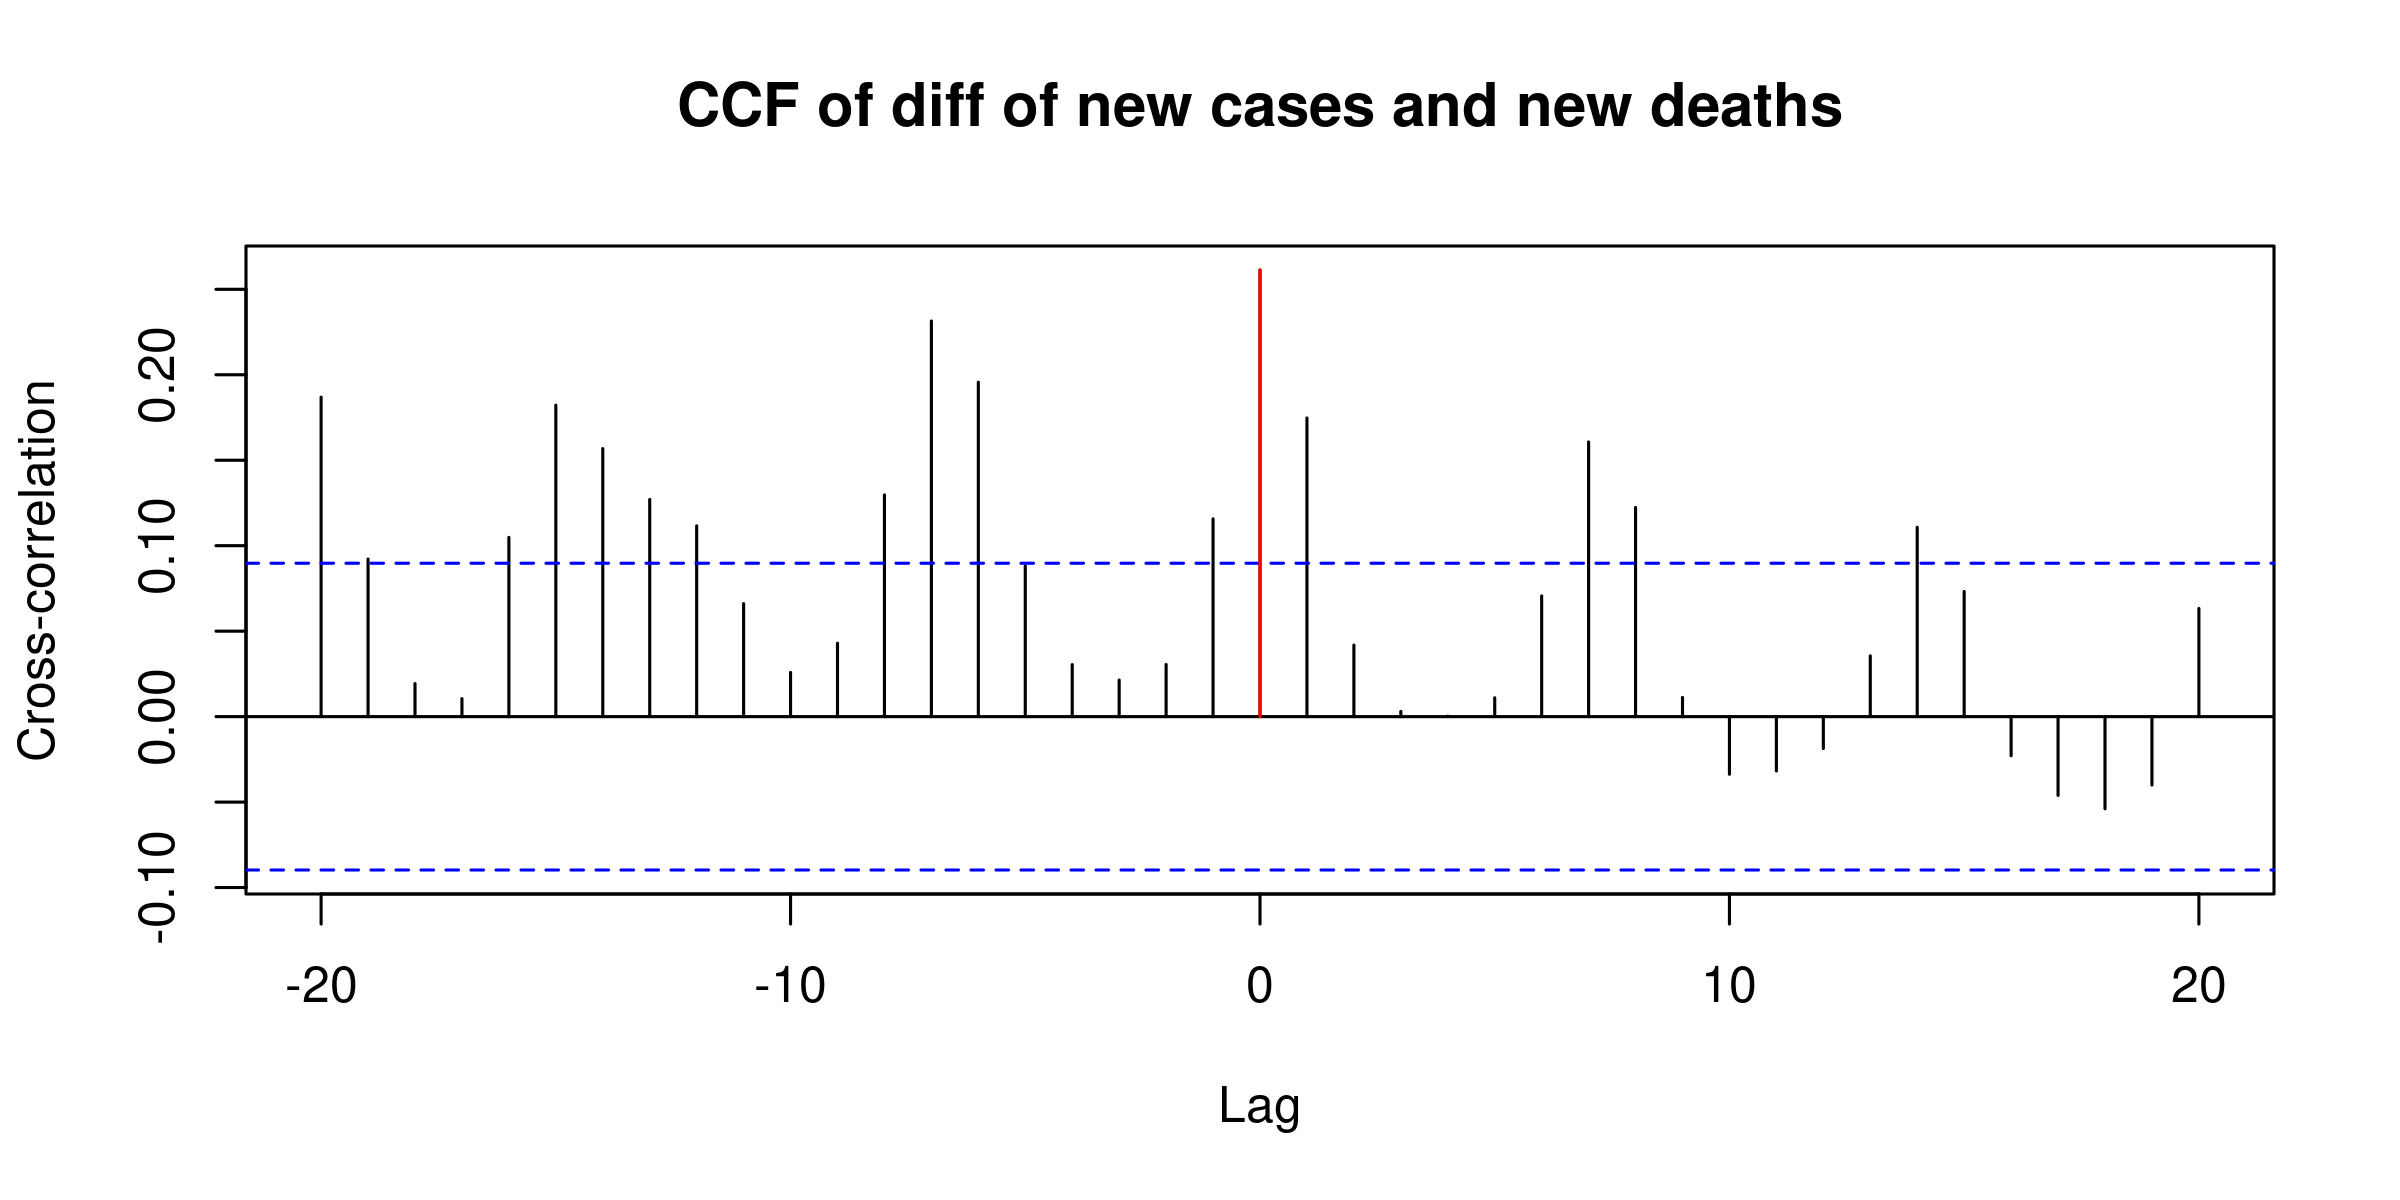 CCF of diff of new cases and new deaths
Cross-correlation
0.20
0.10
0.00
-0.10
-20 -10 0 10 20
Lag